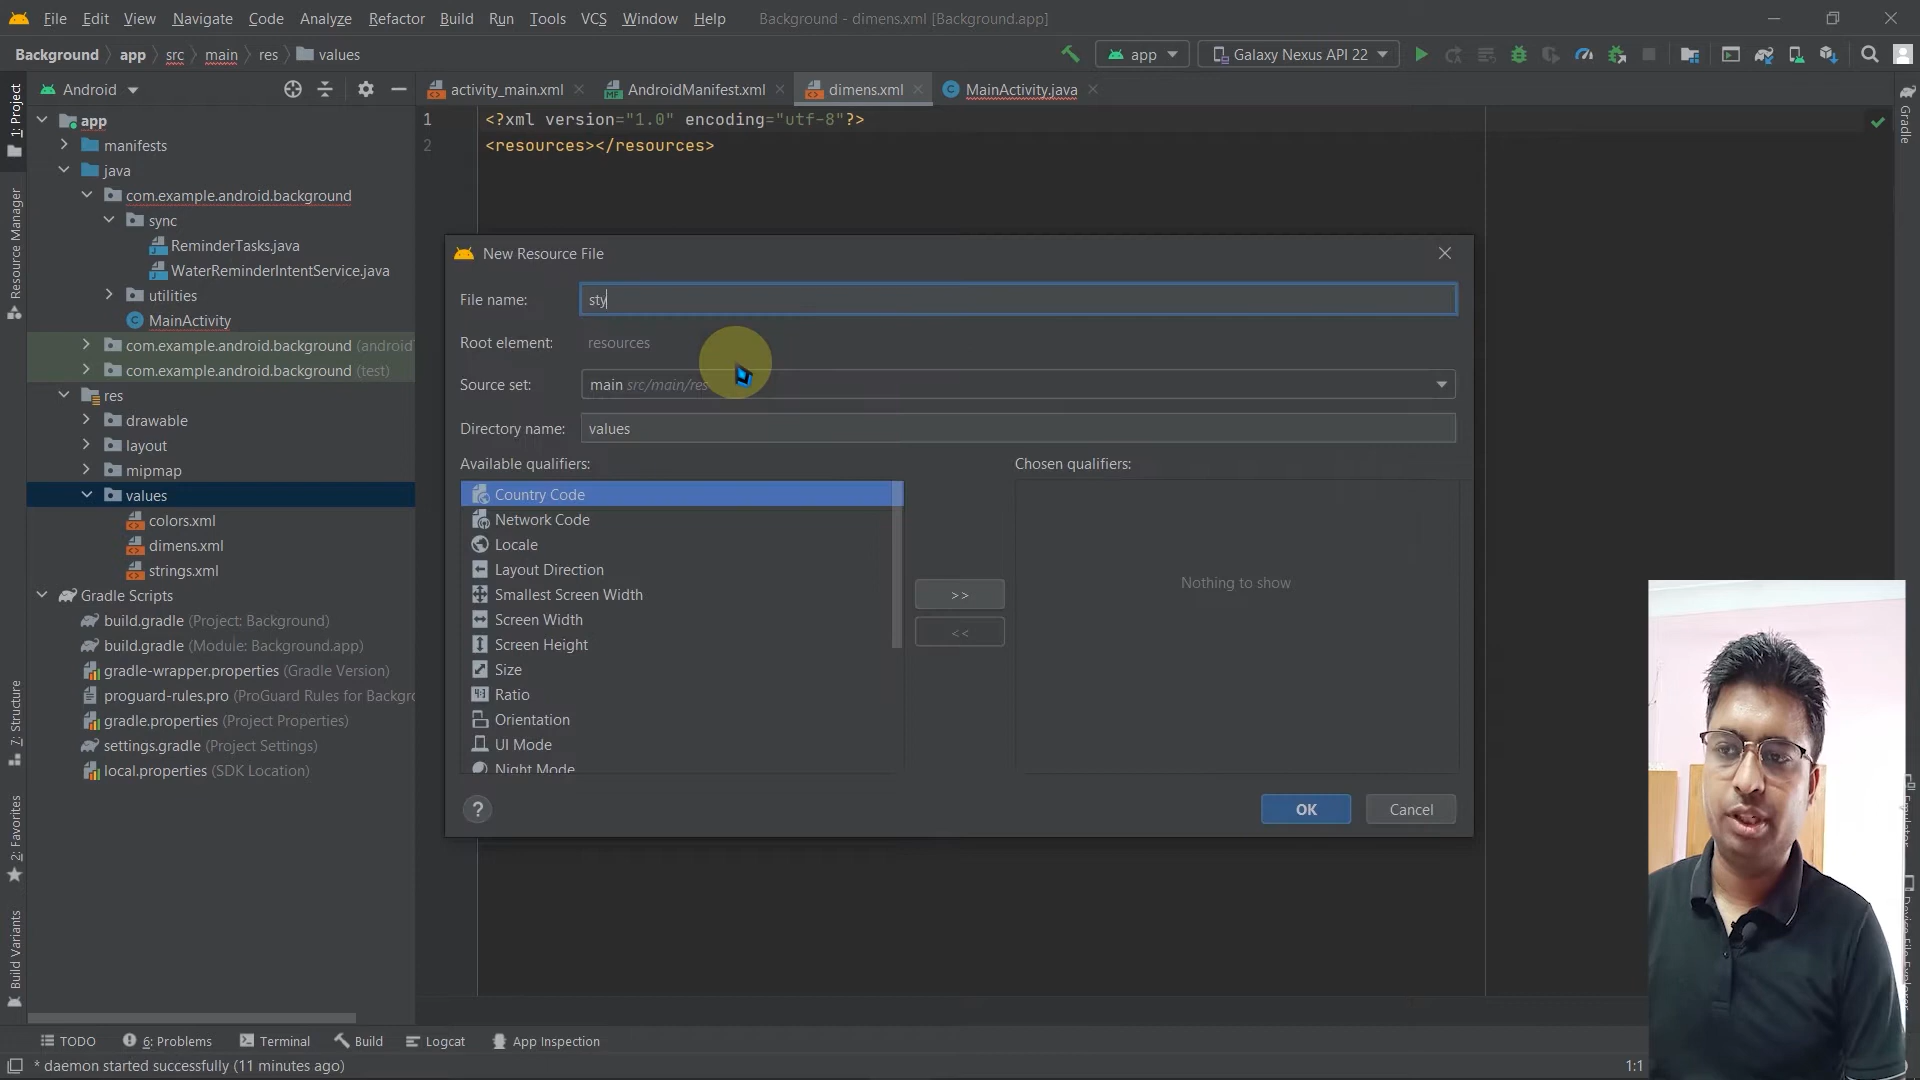 File Edit View Navigate Code Analyze Refactor Build Run Tools VCS Window Help Background - dimens.xml [Background.app]
Background app src main res values app Galaxy Nexus API 22
1: Project
Resource Manager
7: Structure
2: Favorites
Build Variants
Android
app
manifests
java
com.example.android.background
sync
ReminderTasks.java
WaterReminderIntentService.java
utilities
MainActivity
com.example.android.background (android
com.example.android.background (test)
res
drawable
layout
mipmap
values
colors.xml
dimens.xml
strings.xml
Gradle Scripts
build.gradle (Project: Background)
build.gradle (Module: Background.app)
gradle-wrapper.properties (Gradle Version)
proguard-rules.pro (ProGuard Rules for Backgro
gradle.properties (Project Properties)
settings.gradle (Project Settings)
local.properties (SDK Location)
activity_main.xml AndroidManifest.xml dimens.xml MainActivity.java
1 <?xml version="1.0" encoding="utf-8"?>
2 <resources></resources>
New Resource File
File name: sty
Root element: resources
Source set: main src/main/res
Directory name: values
Available qualifiers: Chosen qualifiers:
Country Code
Network Code
Locale
Layout Direction
Smallest Screen Width
Screen Width
Screen Height
Size
Ratio
Orientation
UI Mode
Night Mode
>>
<<
Nothing to show
? OK Cancel
Gradle
TODO 6: Problems Terminal Build Logcat App Inspection
* daemon started successfully (11 minutes ago) 1:1